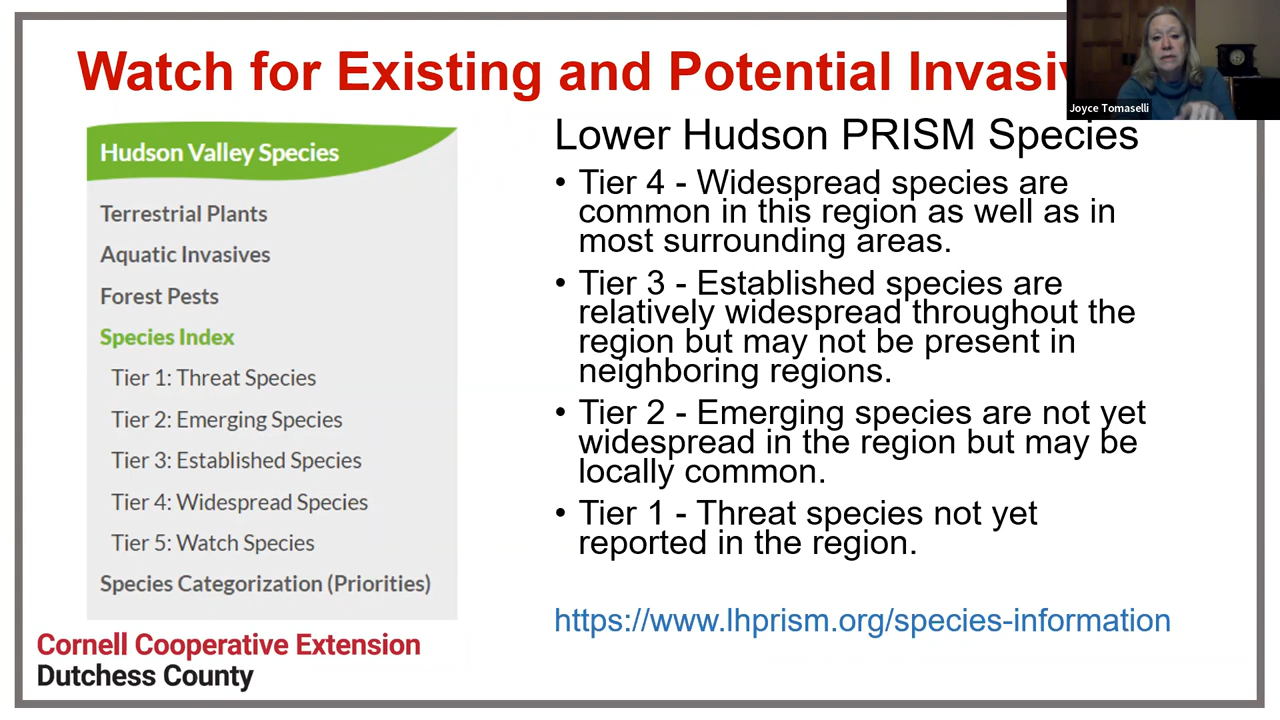 Watch for Existing and Potential
Joyce Tomaselli
Hudson Valley Species
Terrestrial Plants
Aquatic Invasives
Forest Pests
Species Index
Tier 1: Threat Species
Tier 2: Emerging Species
Tier 3: Established Species
Tier 4: Widespread Species
Tier 5: Watch Species
Species Categorization (Priorities)
Cornell Cooperative Extension
Dutchess County
Lower Hudson PRISM Species
• Tier 4 - Widespread species are
common in this region as well as in
most surrounding areas.
• Tier 3 - Established species are
relatively widespread throughout the
region but may not be present in
neighboring regions.
• Tier 2 - Emerging species are not yet
widespread in the region but may be
locally common.
• Tier 1 - Threat species not yet
reported in the region.
https://www.lhprism.org/species-information